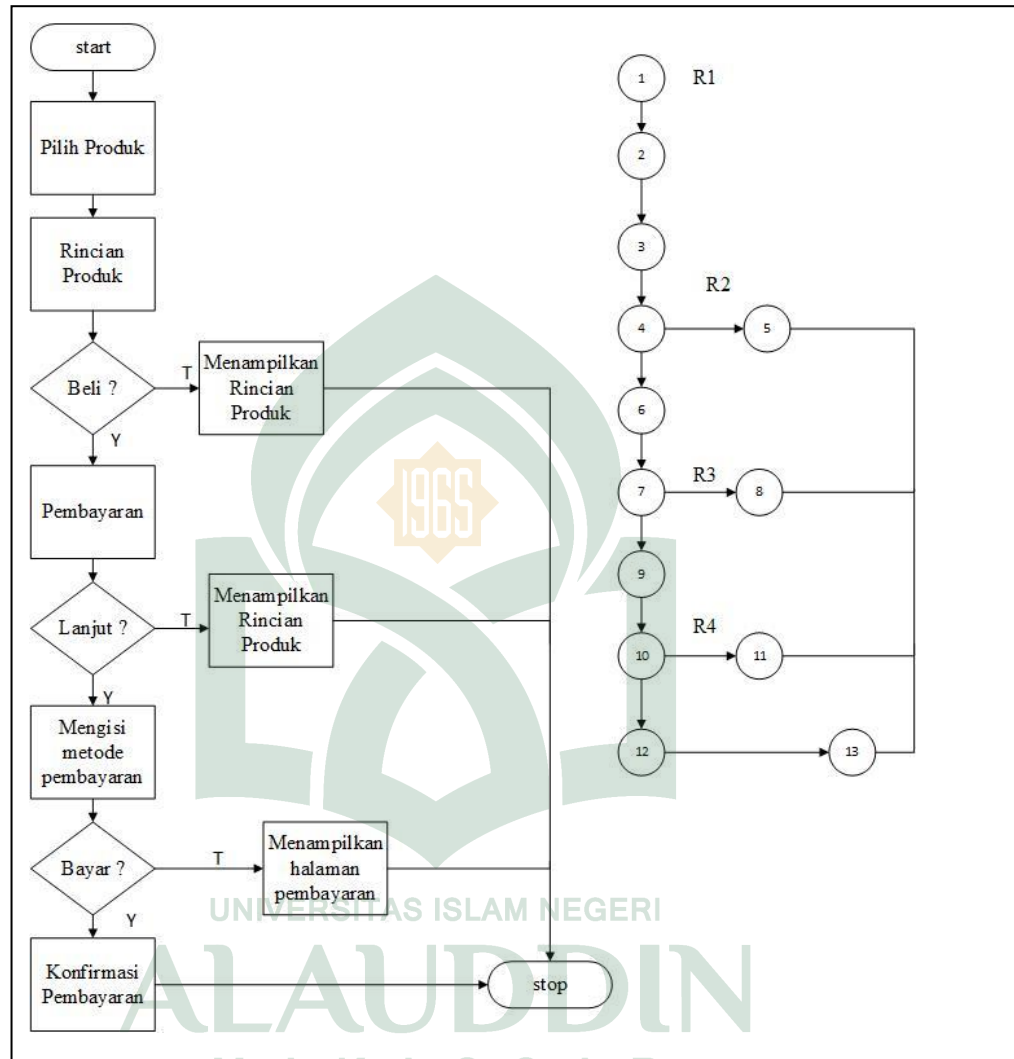 start
Pilih Produk
Rincian
Produk
Beli ?
T
Menampilkan
Rincian
Produk
Y
Pembayaran
Lanjut ?
T
Menampilkan
Rincian
Produk
Y
Mengisi
metode
pembayaran
Bayar ?
T
Menampilkan
halaman
pembayaran
Y
Konfirmasi
Pembayaran
stop
1
R1
2
3
R2
4
5
6
R3
7
8
9
R4
10
11
12
13
1965
UNIVERSITAS ISLAM NEGERI
ALAUDDIN